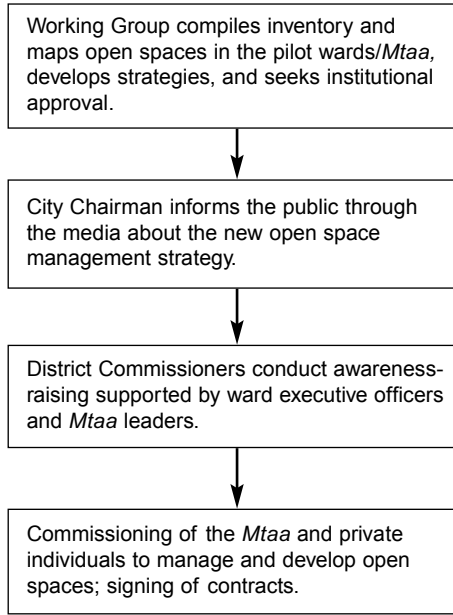 Working Group compiles inventory and
maps open spaces in the pilot wards/Mtaa,
develops strategies, and seeks institutional
approval.
City Chairman informs the public through
the media about the new open space
management strategy.
District Commissioners conduct awareness-
raising supported by ward executive officers
and Mtaa leaders.
Commissioning of the Mtaa and private
individuals to manage and develop open
spaces; signing of contracts.